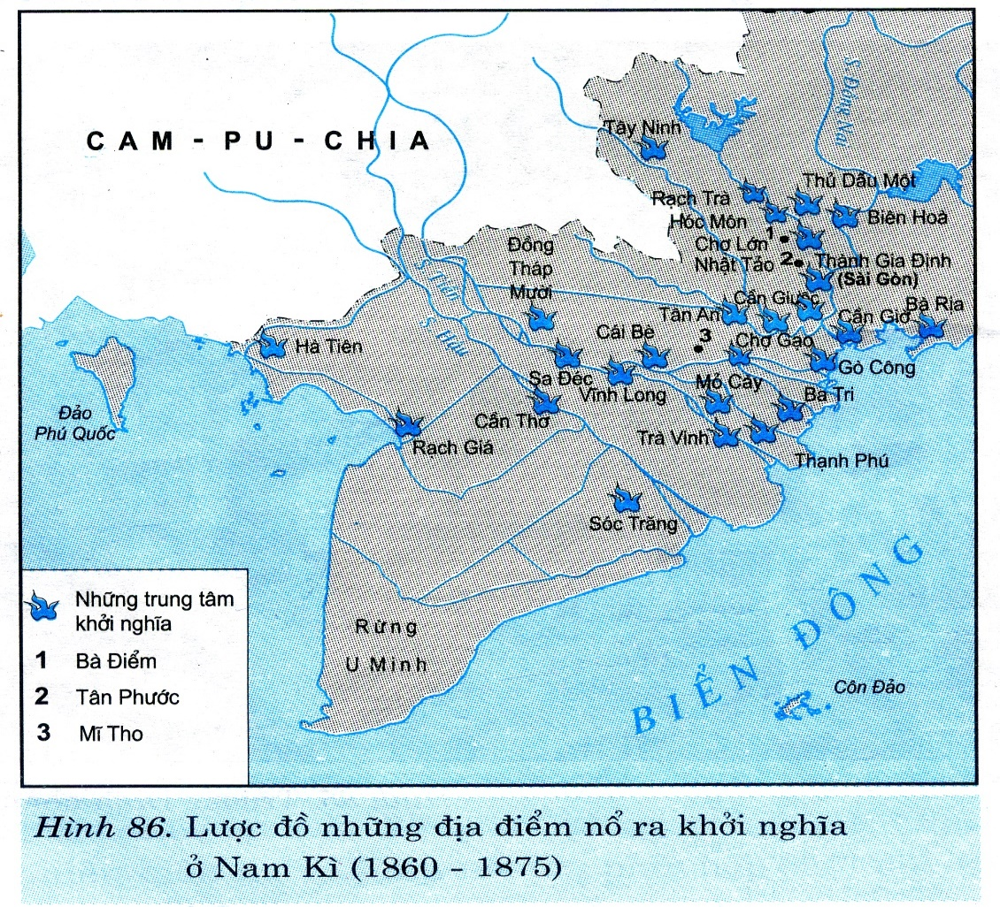 CAM - PU - CHIA
S. Đồng Nai
Tây Ninh
Thủ Dầu Một
Rạch Trà
Hóc Môn
Biên Hoà
Chợ Lớn
1
Nhật Tảo
2
Thành Gia Định
(Sài Gòn)
Đồng
Tháp
Mười
S. Tiền
S. Hậu
Tân An
Cần Giuộc
Cần Giờ
Bà Rịa
Hà Tiên
Cái Bè
3
Chợ Gạo
Gò Công
Sa Đéc
Vĩnh Long
Mỏ Cày
Ba Tri
Đảo
Phú Quốc
Cần Thơ
Rạch Giá
Trà Vinh
Thạnh Phú
Sóc Trăng
Rừng
U Minh
BIỂN ĐÔNG
Côn Đảo
Những trung tâm
khởi nghĩa
1 Bà Điểm
2 Tân Phước
3 Mĩ Tho
Hình 86. Lược đồ những địa điểm nổ ra khởi nghĩa
ở Nam Kì (1860 - 1875)